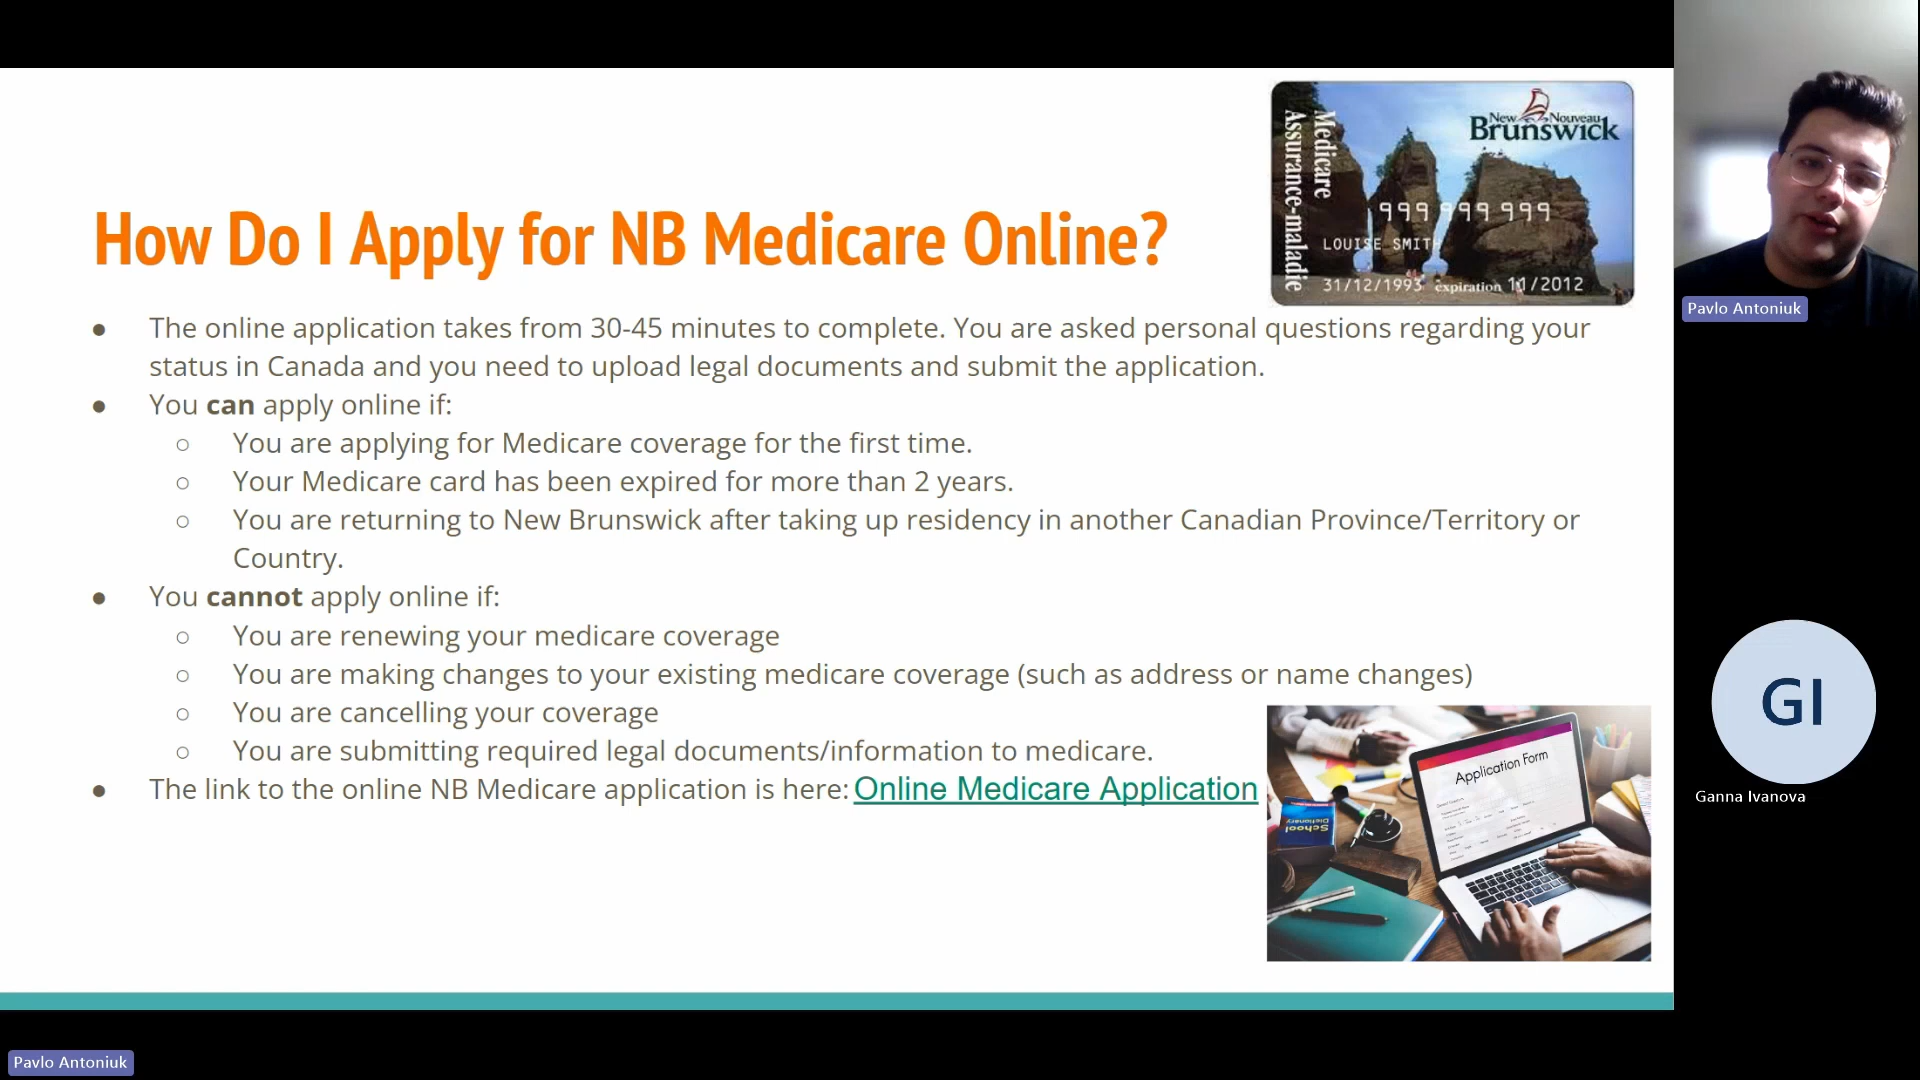 How Do I Apply for NB Medicare Online?
Medicare
Assurance-maladie
New Nouveau
Brunswick
999 999 999
LOUISE SMITH
31/12/1993 expiration 11/2012
● The online application takes from 30-45 minutes to complete. You are asked personal questions regarding your
status in Canada and you need to upload legal documents and submit the application.
● You can apply online if:
○ You are applying for Medicare coverage for the first time.
○ Your Medicare card has been expired for more than 2 years.
○ You are returning to New Brunswick after taking up residency in another Canadian Province/Territory or
Country.
● You cannot apply online if:
○ You are renewing your medicare coverage
○ You are making changes to your existing medicare coverage (such as address or name changes)
○ You are cancelling your coverage
○ You are submitting required legal documents/information to medicare.
● The link to the online NB Medicare application is here: Online Medicare Application
Application Form
School
Dictionary
Pavlo Antoniuk
GI
Ganna Ivanova
Pavlo Antoniuk